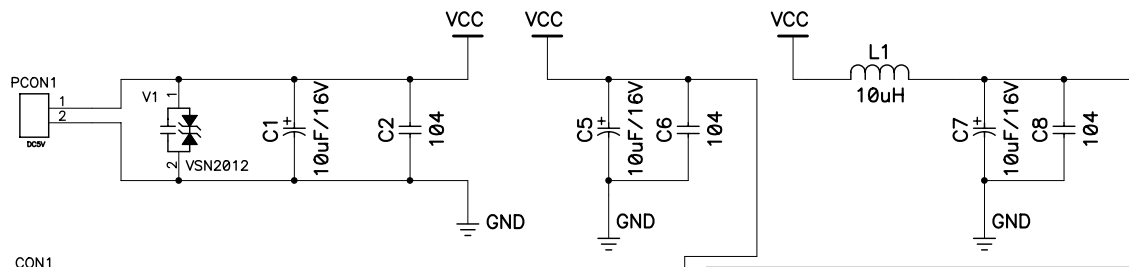 VCC
VCC
VCC
PCON1
1
2
DC5V
V1
1
2
VSN2012
C1
+
10uF/16V
C2
104
GND
C5
+
10uF/16V
C6
104
GND
L1
10uH
C7
+
10uF/16V
C8
104
GND
CON1